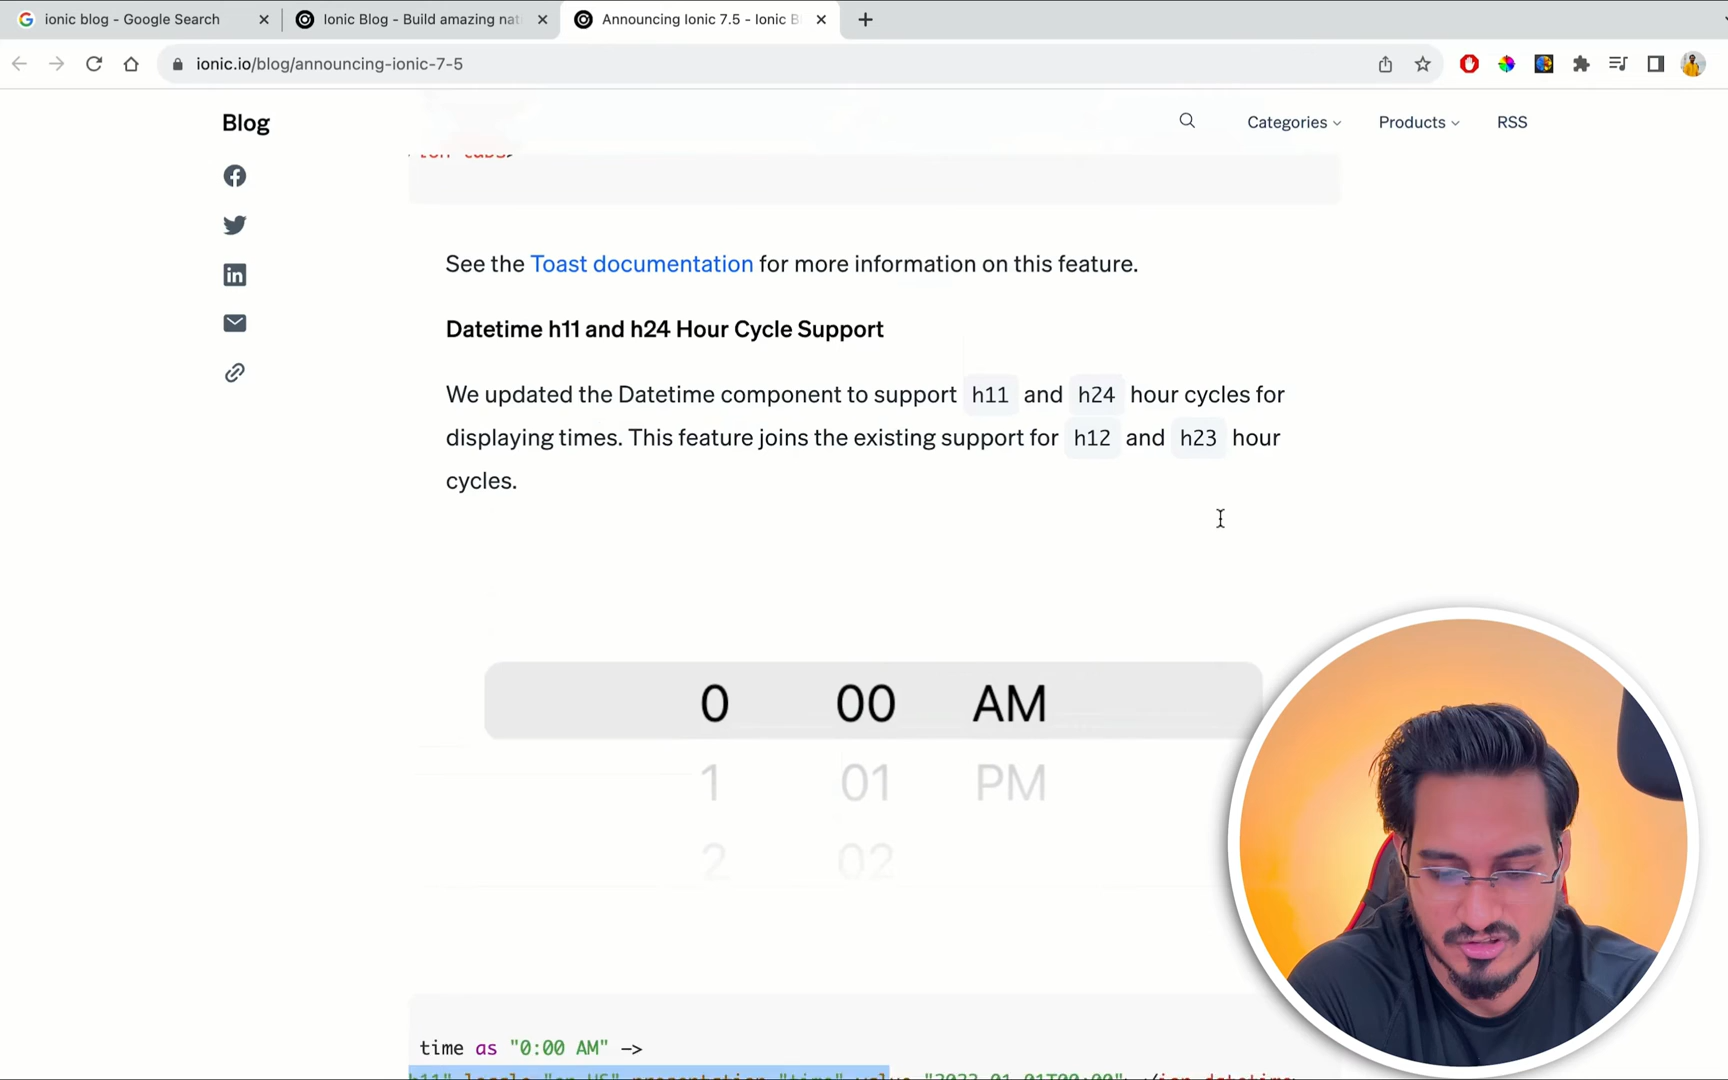 ionic blog - Google Search
Ionic Blog - Build amazing nat
Announcing Ionic 7.5 - Ionic B
ionic.io/blog/announcing-ionic-7-5
Blog
Categories
Products
RSS
See the Toast documentation for more information on this feature.
Datetime h11 and h24 Hour Cycle Support
We updated the Datetime component to support h11 and h24 hour cycles for
displaying times. This feature joins the existing support for h12 and h23 hour
cycles.
0 00 AM
1 01 PM
2 02
time as "0:00 AM" –>